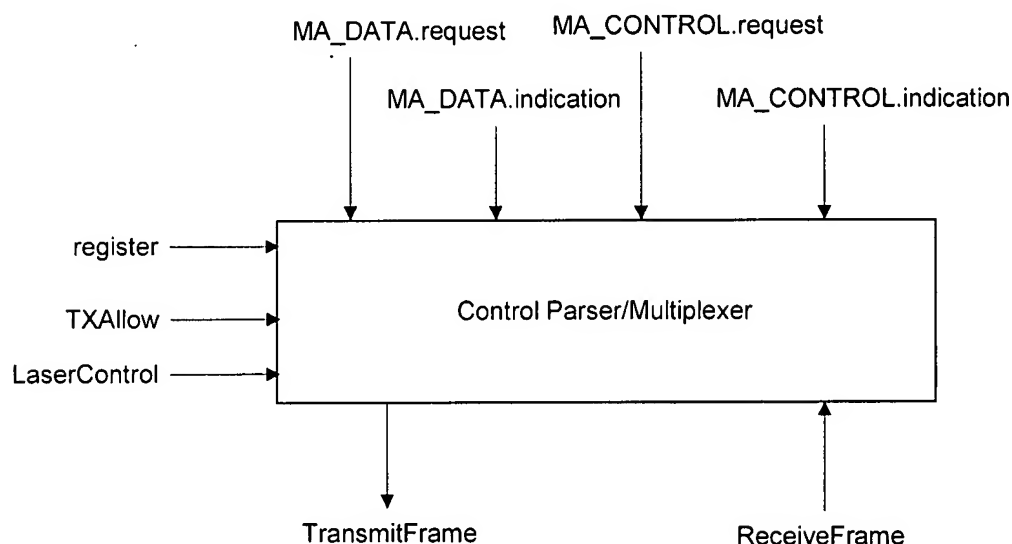 MA_DATA.request
MA_CONTROL.request
MA_DATA.indication
MA_CONTROL.indication
register
TXAllow
LaserControl
Control Parser/Multiplexer
TransmitFrame
ReceiveFrame